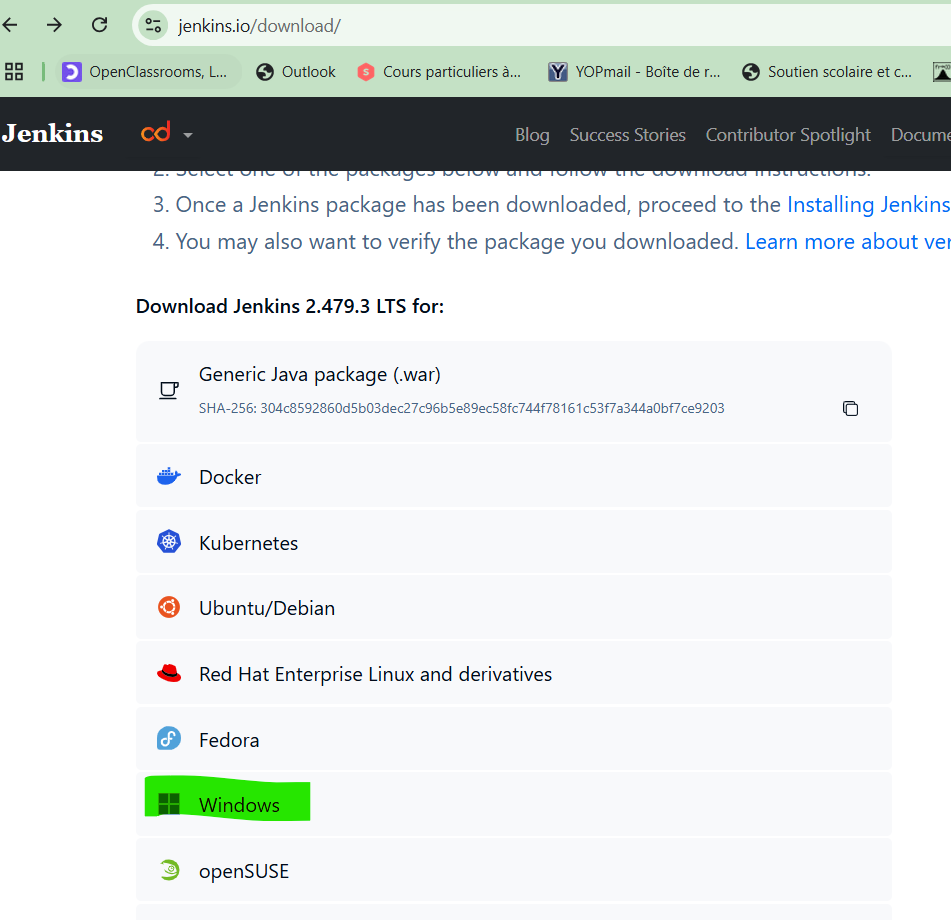 jenkins.io/download/
OpenClassrooms, L... Outlook Cours particuliers à... YOPmail - Boîte de r... Soutien scolaire et c...
Jenkins cd Blog Success Stories Contributor Spotlight Docume
2. Select one of the packages below and follow the download instructions.
3. Once a Jenkins package has been downloaded, proceed to the Installing Jenkins
4. You may also want to verify the package you downloaded. Learn more about ver
Download Jenkins 2.479.3 LTS for:
Generic Java package (.war)
SHA-256: 304c8592860d5b03dec27c96b5e89ec58fc744f78161c53f7a344a0bf7ce9203
Docker
Kubernetes
Ubuntu/Debian
Red Hat Enterprise Linux and derivatives
Fedora
Windows
openSUSE